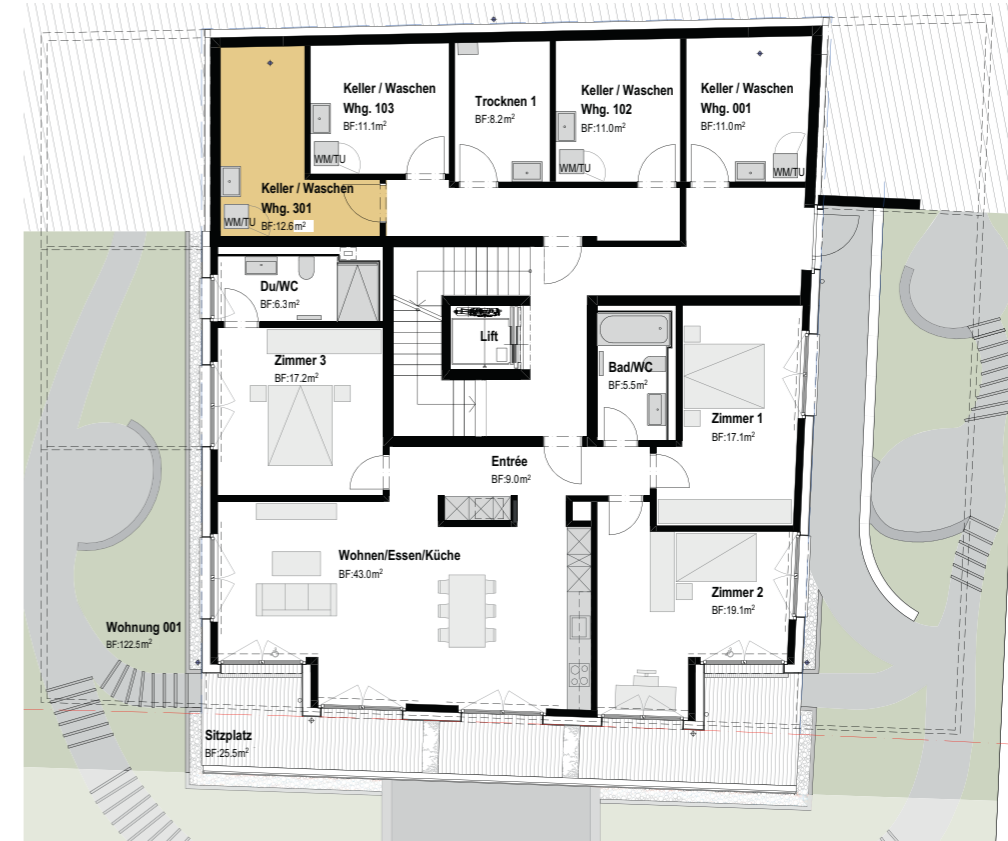 Keller / Waschen
Whg. 103
BF:11.1m²
WM/TU
Trocknen 1
BF:8.2m²
Keller / Waschen
Whg. 102
BF:11.0m²
WM/TU
Keller / Waschen
Whg. 001
BF:11.0m²
WM/TU
Keller / Waschen
Whg. 301
BF:12.6m²
WM/TU
Du/WC
BF:6.3m²
Lift
Zimmer 3
BF:17.2m²
Bad/WC
BF:5.5m²
Zimmer 1
BF:17.1m²
Entrée
BF:9.0m²
Wohnen/Essen/Küche
BF:43.0m²
Zimmer 2
BF:19.1m²
Wohnung 001
BF:122.5m²
Sitzplatz
BF:25.5m²